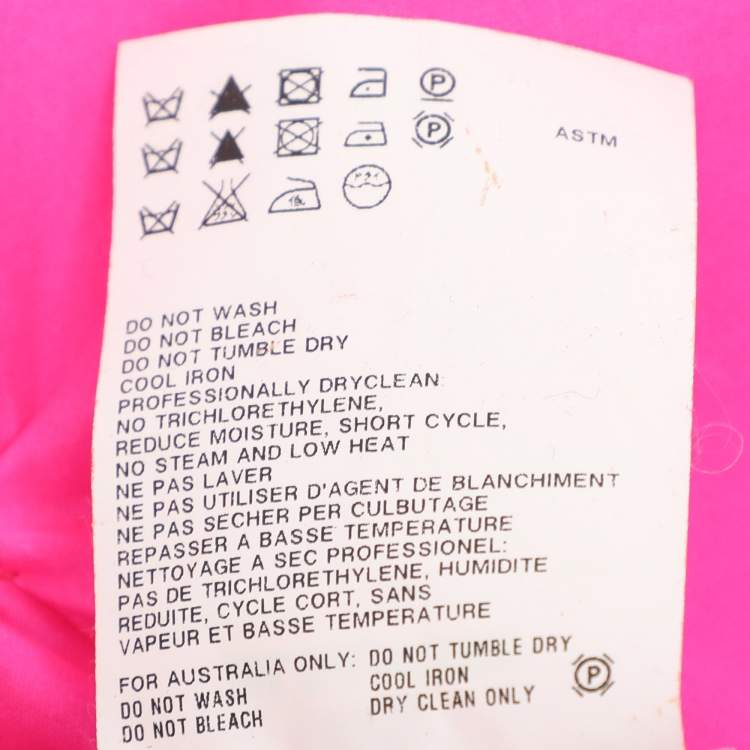 P
P
ASTM
ドライ
低
DO NOT WASH
DO NOT BLEACH
DO NOT TUMBLE DRY
COOL IRON
PROFESSIONALLY DRYCLEAN:
NO TRICHLORETHYLENE,
REDUCE MOISTURE, SHORT CYCLE,
NO STEAM AND LOW HEAT
NE PAS LAVER
NE PAS UTILISER D'AGENT DE BLANCHIMENT
NE PAS SECHER PER CULBUTAGE
REPASSER A BASSE TEMPERATURE
NETTOYAGE A SEC PROFESSIONEL:
PAS DE TRICHLORETHYLENE, HUMIDITE
REDUITE, CYCLE CORT, SANS
VAPEUR ET BASSE TEMPERATURE
FOR AUSTRALIA ONLY: DO NOT TUMBLE DRY
DO NOT WASH COOL IRON P
DO NOT BLEACH DRY CLEAN ONLY